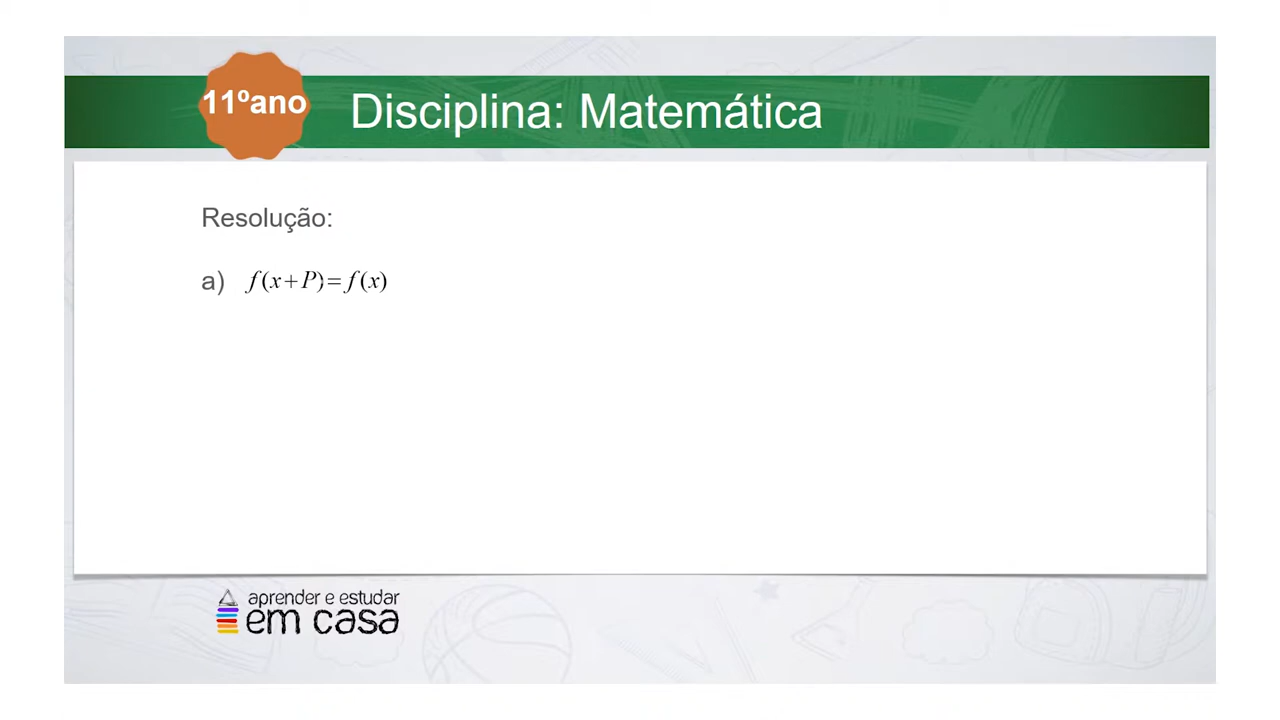 11ºano
Disciplina: Matemática
Resolução:
a) f(x+P)=f(x)
aprender e estudar
em casa